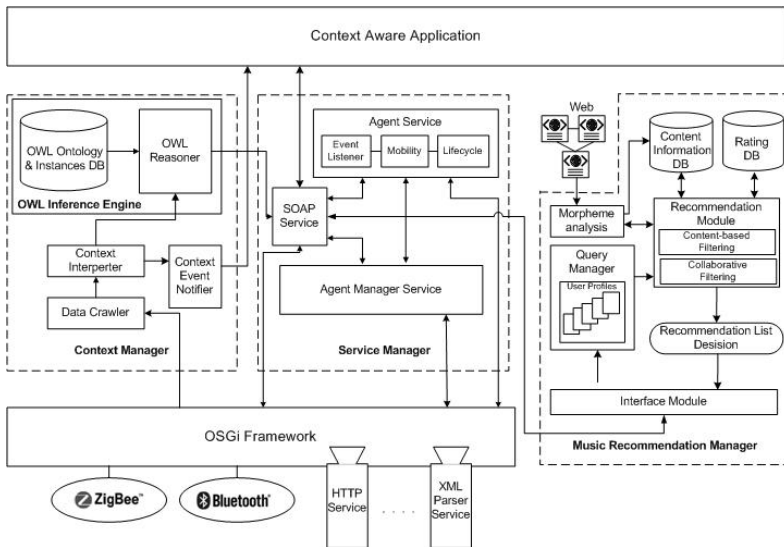 Context Aware Application
OWL Ontology
& Instances DB
OWL
Reasoner
OWL Inference Engine
Context
Interperter
Context
Event
Notifier
Data Crawler
Context Manager
Agent Service
Event
Listener
Mobility
Lifecycle
SOAP
Service
Agent Manager Service
Service Manager
Web
Content
Information
DB
Rating
DB
Morpheme
analysis
Recommendation
Module
Content-based
Filtering
Collaborative
Filtering
Query
Manager
User Profiles
Recommendation List
Desision
Interface Module
Music Recommendation Manager
OSGi Framework
ZigBee™
Bluetooth®
HTTP
Service
. . . .
XML
Parser
Service